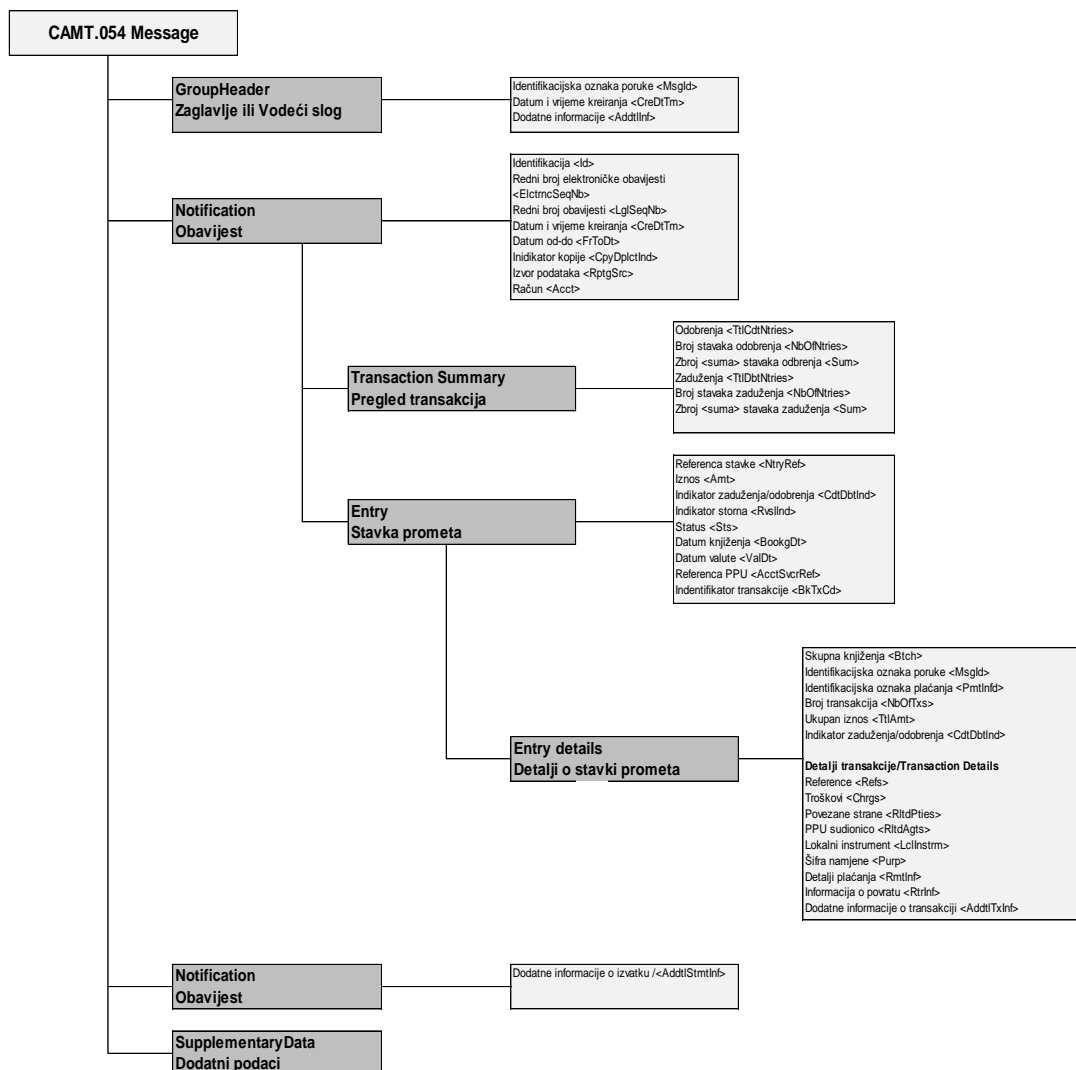 CAMT.054 Message
GroupHeader
Zaglavlje ili Vodeći slog
Identifikacijska oznaka poruke <MsgId>
Datum i vrijeme kreiranja <CreDtTm>
Dodatne informacije <AddtlInf>
Notification
Obavijest
Identifikacija <Id>
Redni broj elektroničke obavijesti
<ElctrncSeqNb>
Redni broj obavijesti <LglSeqNb>
Datum i vrijeme kreiranja <CreDtTm>
Datum od-do <FrToDt>
Inidikator kopije <CpyDplctInd>
Izvor podataka <RptgSrc>
Račun <Acct>
Transaction Summary
Pregled transakcija
Odobrenja <TtlCdtNtries>
Broj stavaka odobrenja <NbOfNtries>
Zbroj <suma> stavaka odbrenja <Sum>
Zaduženja <TtlDbtNtries>
Broj stavaka zaduženja <NbOfNtries>
Zbroj <suma> stavaka zaduženja <Sum>
Entry
Stavka prometa
Referenca stavke <NtryRef>
Iznos <Amt>
Indikator zaduženja/odobrenja <CdtDbtInd>
Indikator storna <RvslInd>
Status <Sts>
Datum knjiženja <BookgDt>
Datum valute <ValDt>
Referenca PPU <AcctSvcrRef>
Indentifikator transakcije <BkTxCd>
Entry details
Detalji o stavki prometa
Skupna knjiženja <Btch>
Identifikacijska oznaka poruke <MsgId>
Identifikacijska oznaka plaćanja <PmtInfd>
Broj transakcija <NbOfTxs>
Ukupan iznos <TtlAmt>
Indikator zaduženja/odobrenja <CdtDbtInd>
Detalji transakcije/Transaction Details
Reference <Refs>
Troškovi <Chrgs>
Povezane strane <RltdPties>
PPU sudionico <RltdAgts>
Lokalni instrument <LclInstrm>
Šifra namjene <Purp>
Detalji plaćanja <RmtInf>
Informacija o povratu <RtrInf>
Dodatne informacije o transakciji <AddtlTxInf>
Notification
Obavijest
Dodatne informacije o izvatku /<AddtlStmtInf>
SupplementaryData
Dodatni podaci